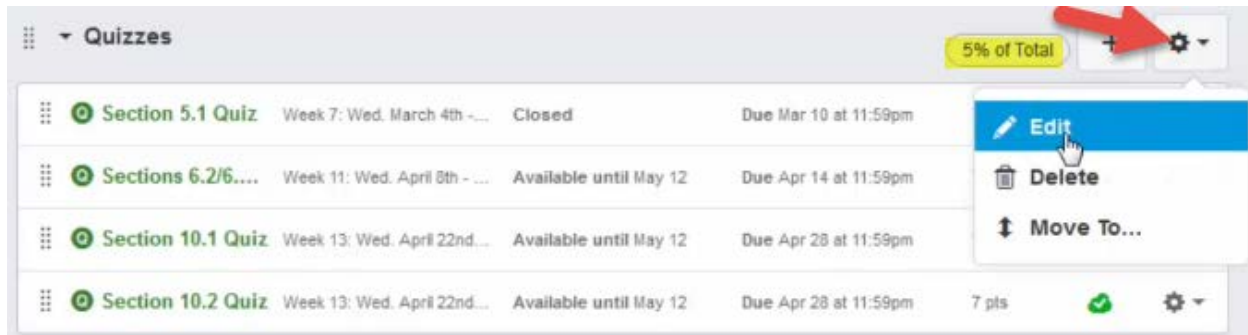 Quizzes
5% of Total
Section 5.1 Quiz Week 7: Wed. March 4th -... Closed Due Mar 10 at 11:59pm
Edit
Sections 6.2/6.... Week 11: Wed. April 8th - ... Available until May 12 Due Apr 14 at 11:59pm
Delete
Section 10.1 Quiz Week 13: Wed. April 22nd... Available until May 12 Due Apr 28 at 11:59pm
Move To...
Section 10.2 Quiz Week 13: Wed. April 22nd... Available until May 12 Due Apr 28 at 11:59pm 7 pts